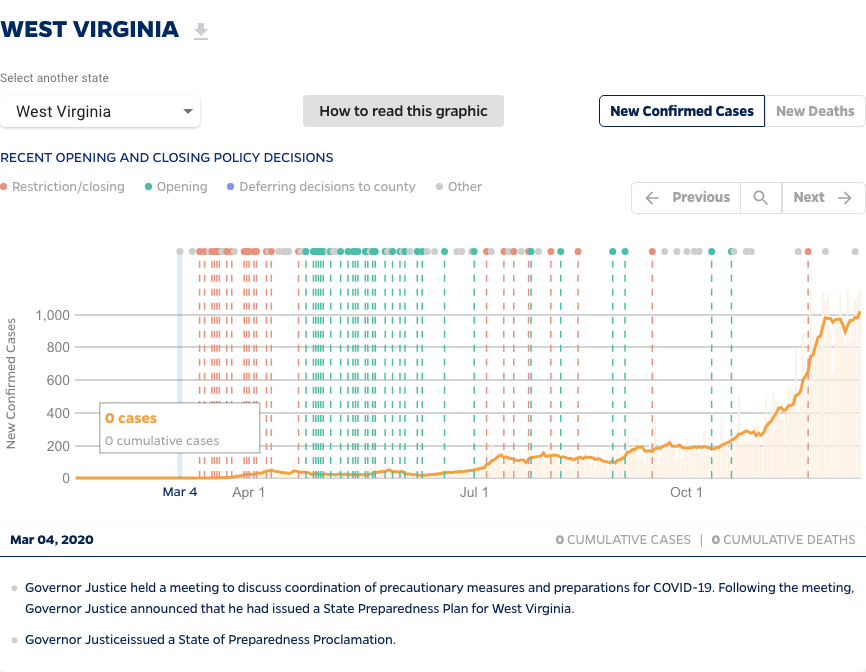 WEST VIRGINIA
Select another state
West Virginia
How to read this graphic
New Confirmed Cases
New Deaths
RECENT OPENING AND CLOSING POLICY DECISIONS
Restriction/closing
Opening
Deferring decisions to county
Other
Previous
Next
New Confirmed Cases
1,000
800
600
400
200
0
0 cases
0 cumulative cases
Mar 4
Apr 1
Jul 1
Oct 1
Mar 04, 2020
0 CUMULATIVE CASES | 0 CUMULATIVE DEATHS
Governor Justice held a meeting to discuss coordination of precautionary measures and preparations for COVID-19. Following the meeting,
Governor Justice announced that he had issued a State Preparedness Plan for West Virginia.
Governor Justiceissued a State of Preparedness Proclamation.